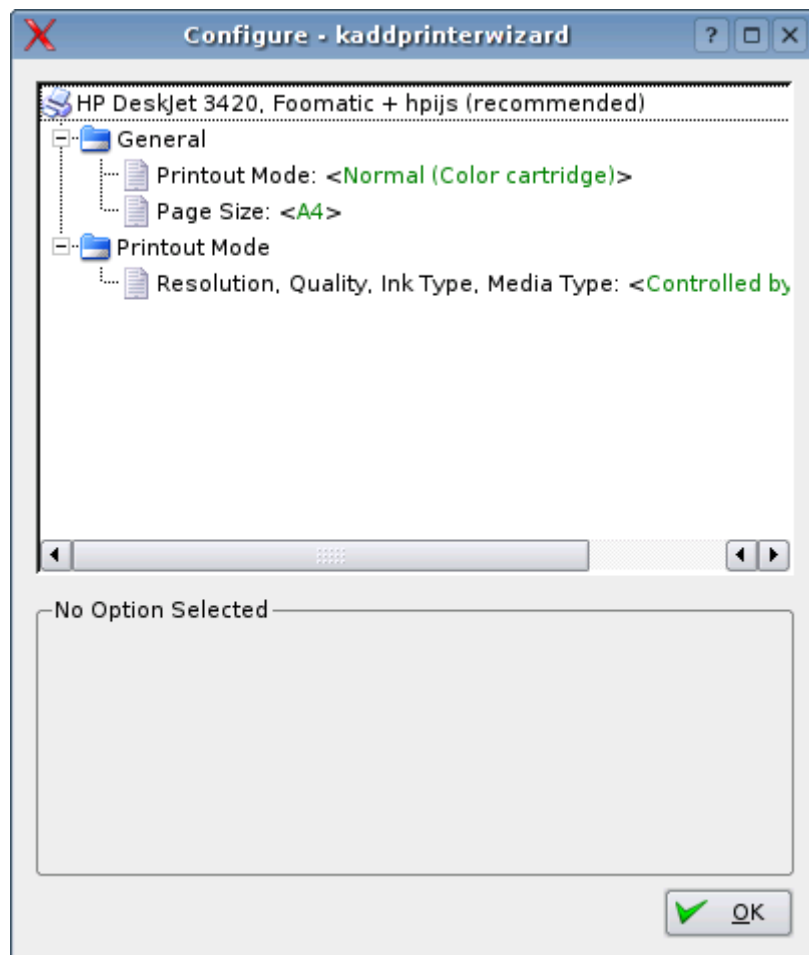 Configure - kaddprinterwizard
HP DeskJet 3420, Foomatic + hpijs (recommended)
General
Printout Mode: <Normal (Color cartridge)>
Page Size: <A4>
Printout Mode
Resolution, Quality, Ink Type, Media Type: <Controlled by
No Option Selected
OK